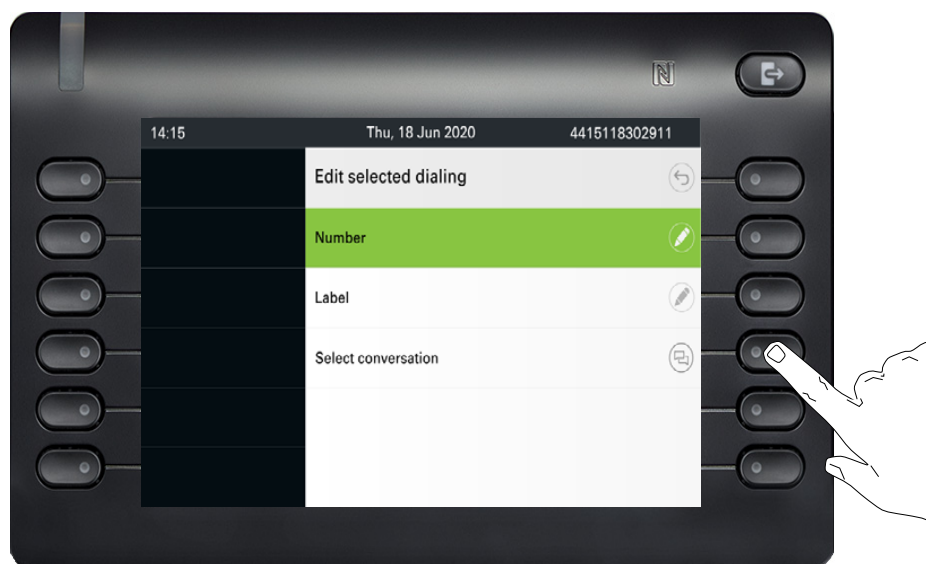 14:15 Thu, 18 Jun 2020 4415118302911
Edit selected dialing
Number
Label
Select conversation